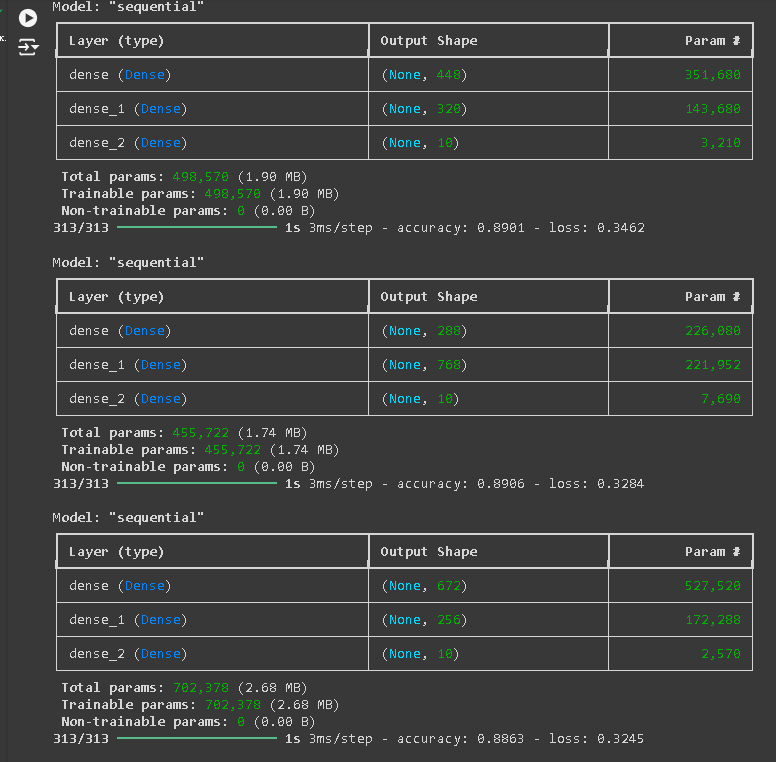 Model: "sequential"
Layer (type) Output Shape Param #
dense (Dense) (None, 448) 351,680
dense_1 (Dense) (None, 320) 143,680
dense_2 (Dense) (None, 10) 3,210
Total params: 498,570 (1.90 MB)
Trainable params: 498,570 (1.90 MB)
Non-trainable params: 0 (0.00 B)
313/313 1s 3ms/step - accuracy: 0.8901 - loss: 0.3462
Model: "sequential"
Layer (type) Output Shape Param #
dense (Dense) (None, 288) 226,080
dense_1 (Dense) (None, 768) 221,952
dense_2 (Dense) (None, 10) 7,690
Total params: 455,722 (1.74 MB)
Trainable params: 455,722 (1.74 MB)
Non-trainable params: 0 (0.00 B)
313/313 1s 3ms/step - accuracy: 0.8906 - loss: 0.3284
Model: "sequential"
Layer (type) Output Shape Param #
dense (Dense) (None, 672) 527,520
dense_1 (Dense) (None, 256) 172,288
dense_2 (Dense) (None, 10) 2,570
Total params: 702,378 (2.68 MB)
Trainable params: 702,378 (2.68 MB)
Non-trainable params: 0 (0.00 B)
313/313 1s 3ms/step - accuracy: 0.8863 - loss: 0.3245